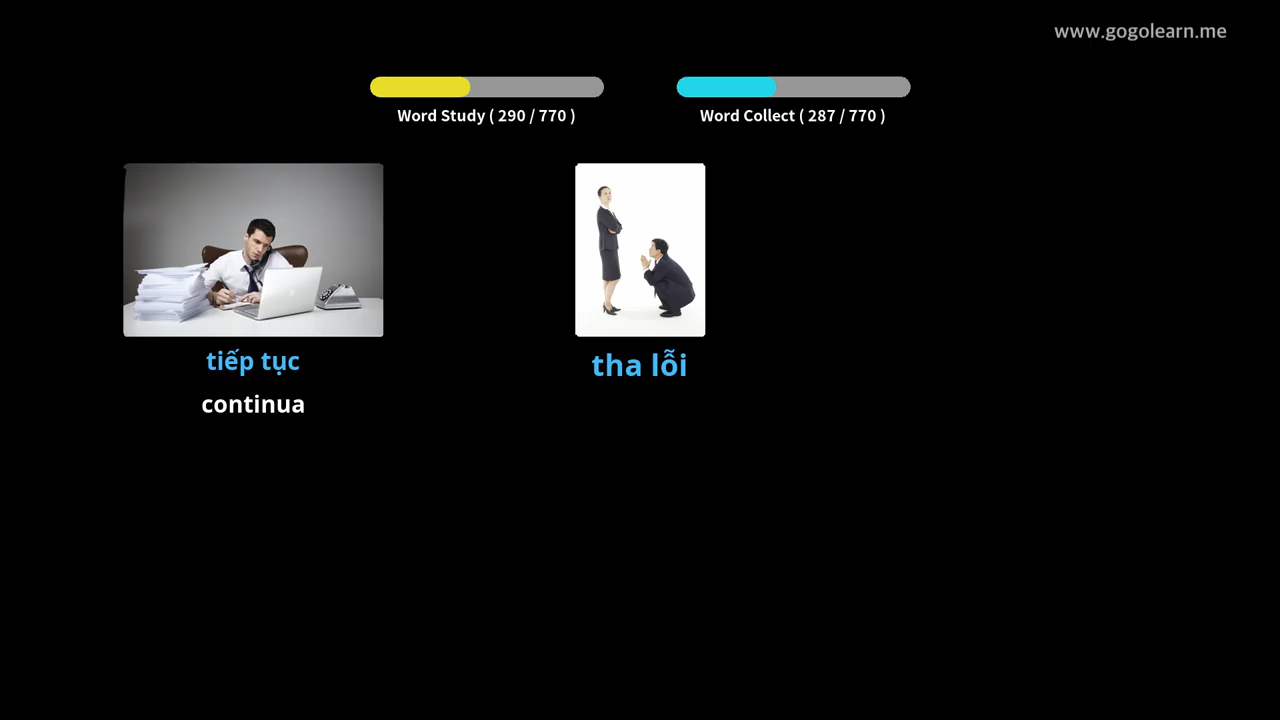 www.gogolearn.me
Word Study ( 290 / 770 )
Word Collect ( 287 / 770 )
tiếp tục
continua
tha lỗi